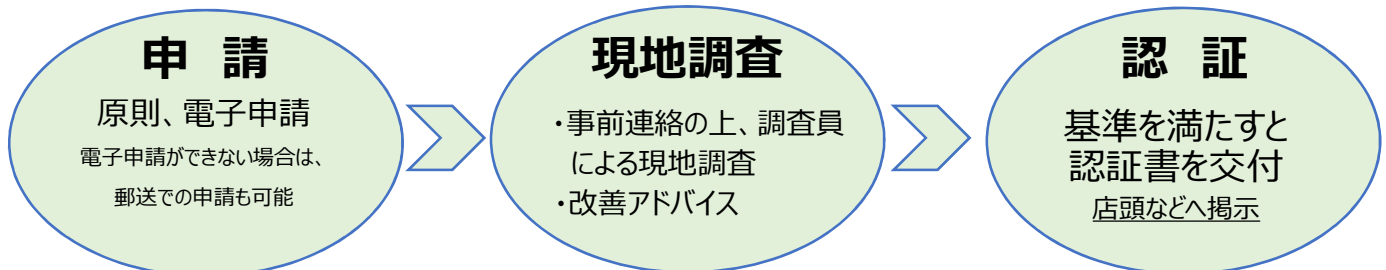 申 請
原則、電子申請
電子申請ができない場合は、
郵送での申請も可能
現地調査
・事前連絡の上、調査員
による現地調査
・改善アドバイス
認 証
基準を満たすと
認証書を交付
店頭などへ掲示